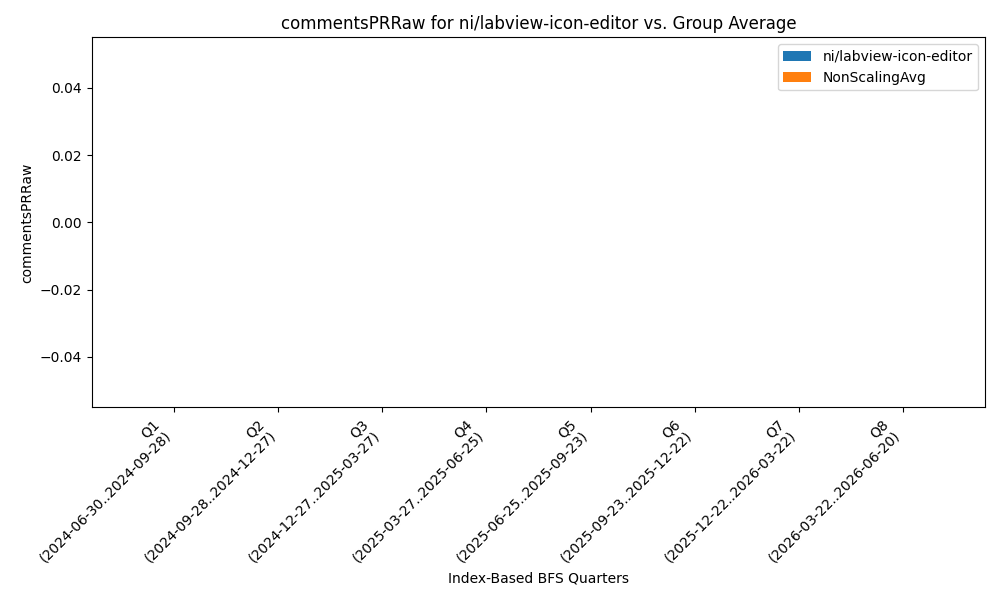 commentsPRRaw for ni/labview-icon-editor vs. Group Average
ni/labview-icon-editor
NonScalingAvg
commentsPRRaw
0.04
0.02
0.00
−0.02
−0.04
Q1
(2024-06-30..2024-09-28)
Q2
(2024-09-28..2024-12-27)
Q3
(2024-12-27..2025-03-27)
Q4
(2025-03-27..2025-06-25)
Q5
(2025-06-25..2025-09-23)
Q6
(2025-09-23..2025-12-22)
Q7
(2025-12-22..2026-03-22)
Q8
(2026-03-22..2026-06-20)
Index-Based BFS Quarters